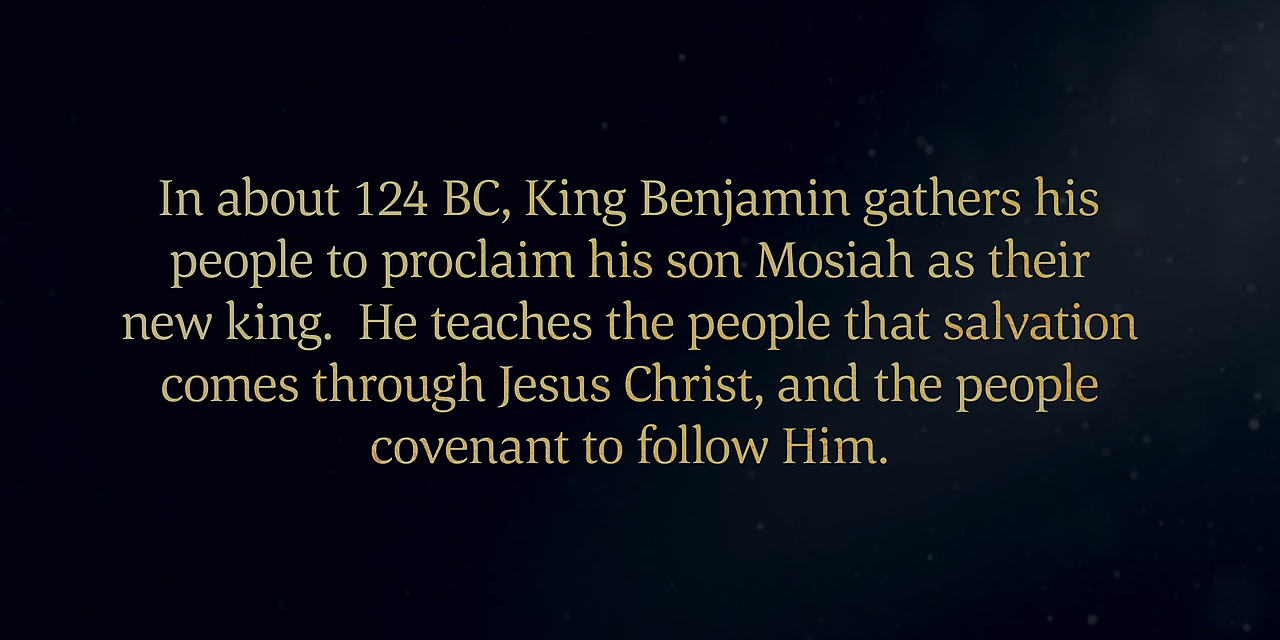 In about 124 BC, King Benjamin gathers his
people to proclaim his son Mosiah as their
new king.  He teaches the people that salvation
comes through Jesus Christ, and the people
covenant to follow Him.